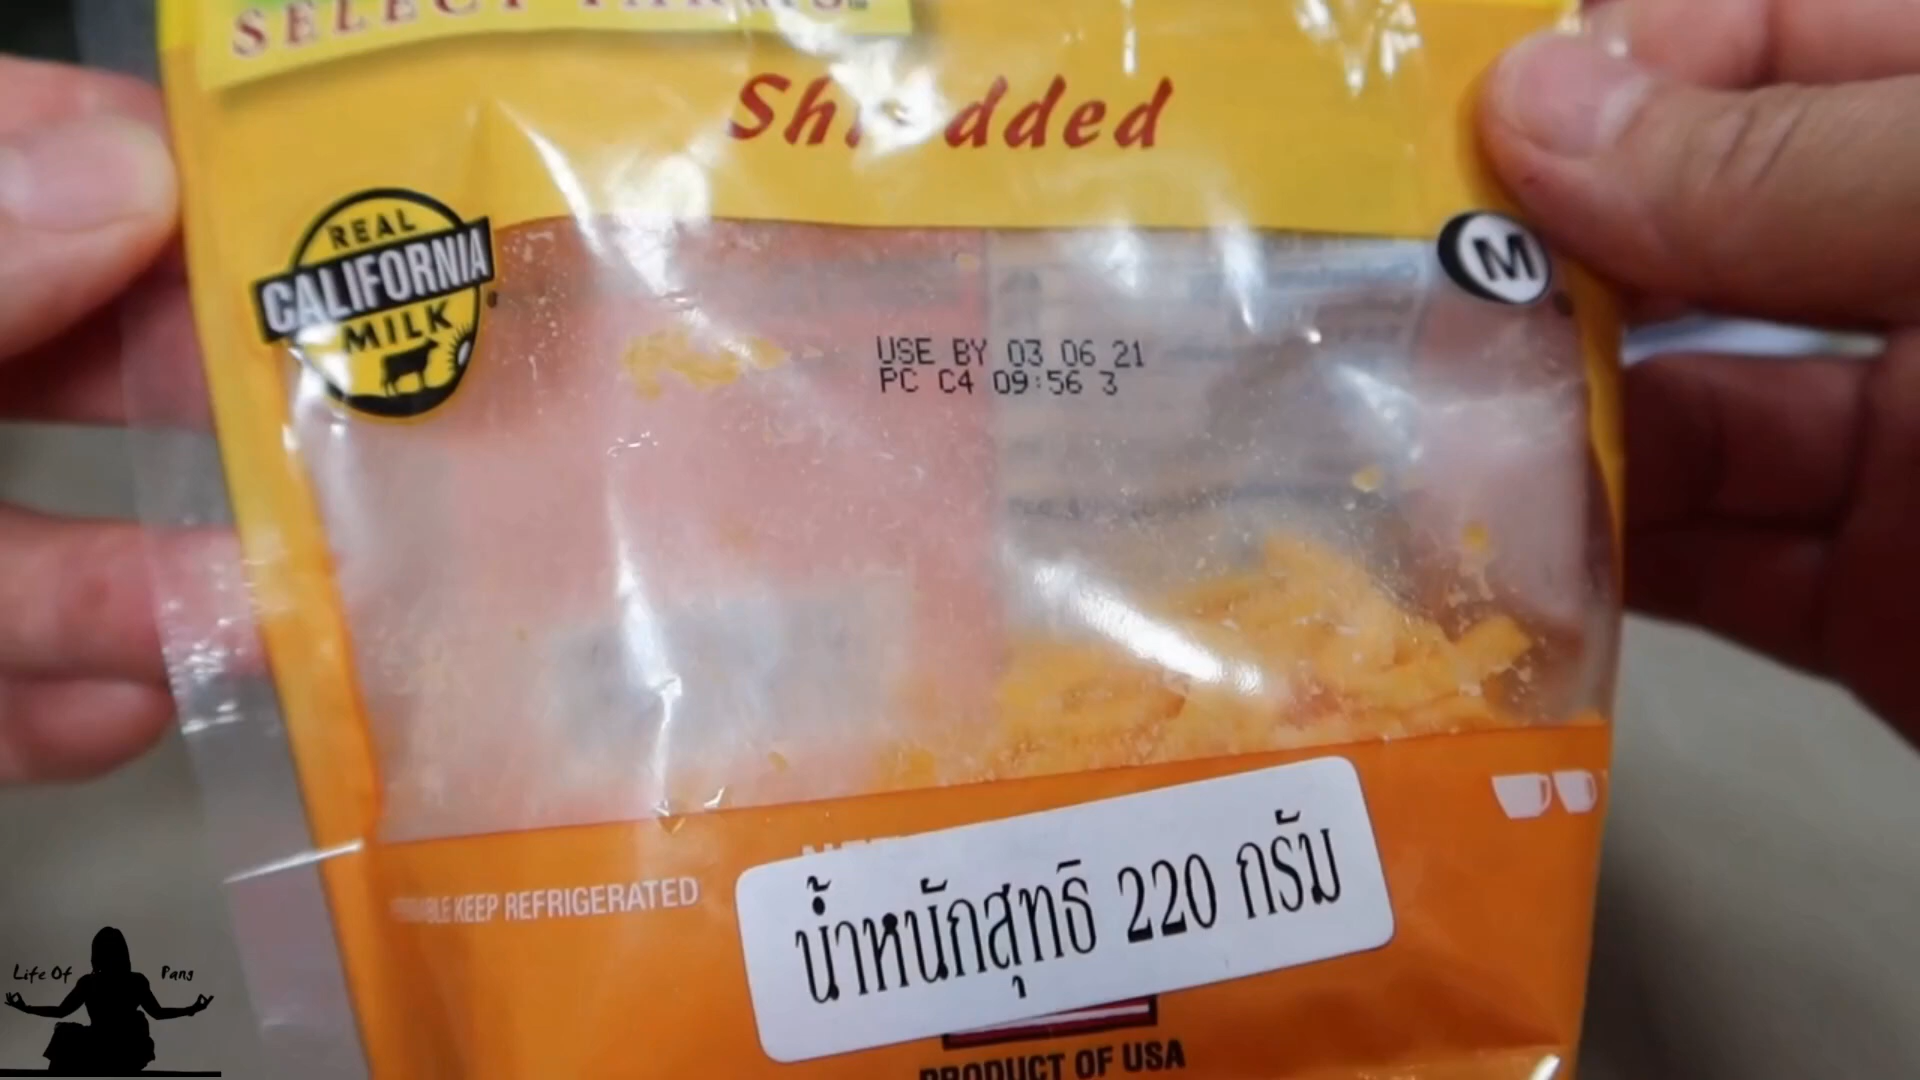 SELECT FARMS
Shredded
REAL
CALIFORNIA
MILK
M
USE BY 03 06 21
PC C4 09:56 3
KEEP REFRIGERATED
น้ำหนักสุทธิ 220 กรัม
PRODUCT OF USA
Life Of Pang